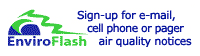 Sign-up for e-mail,
cell phone or pager
air quality notices
EnviroFlash